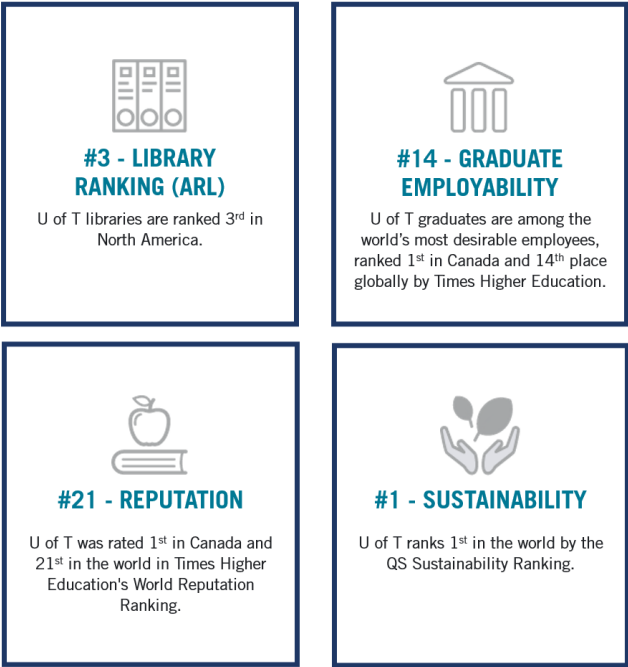 #3 - LIBRARY
RANKING (ARL)
U of T libraries are ranked 3rd in
North America.
#14 - GRADUATE
EMPLOYABILITY
U of T graduates are among the
world’s most desirable employees,
ranked 1st in Canada and 14th place
globally by Times Higher Education.
#21 - REPUTATION
U of T was rated 1st in Canada and
21st in the world in Times Higher
Education's World Reputation
Ranking.
#1 - SUSTAINABILITY
U of T ranks 1st in the world by the
QS Sustainability Ranking.